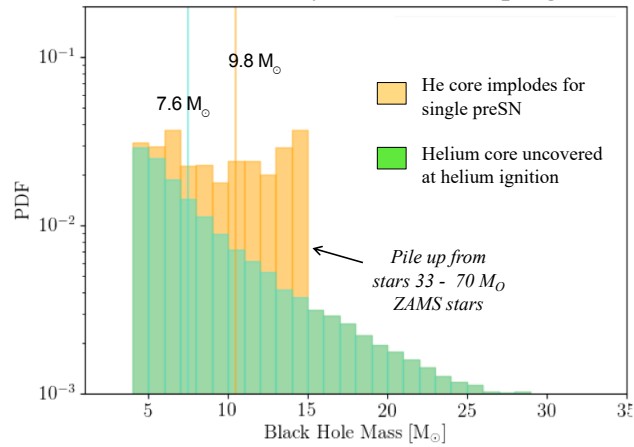 10⁻¹
10⁻²
10⁻³
PDF
9.8 M☉
7.6 M☉
He core implodes for
single preSN
Helium core uncovered
at helium ignition
Pile up from
stars 33 - 70 M_O
ZAMS stars
5 10 15 20 25 30 35
Black Hole Mass [M☉]